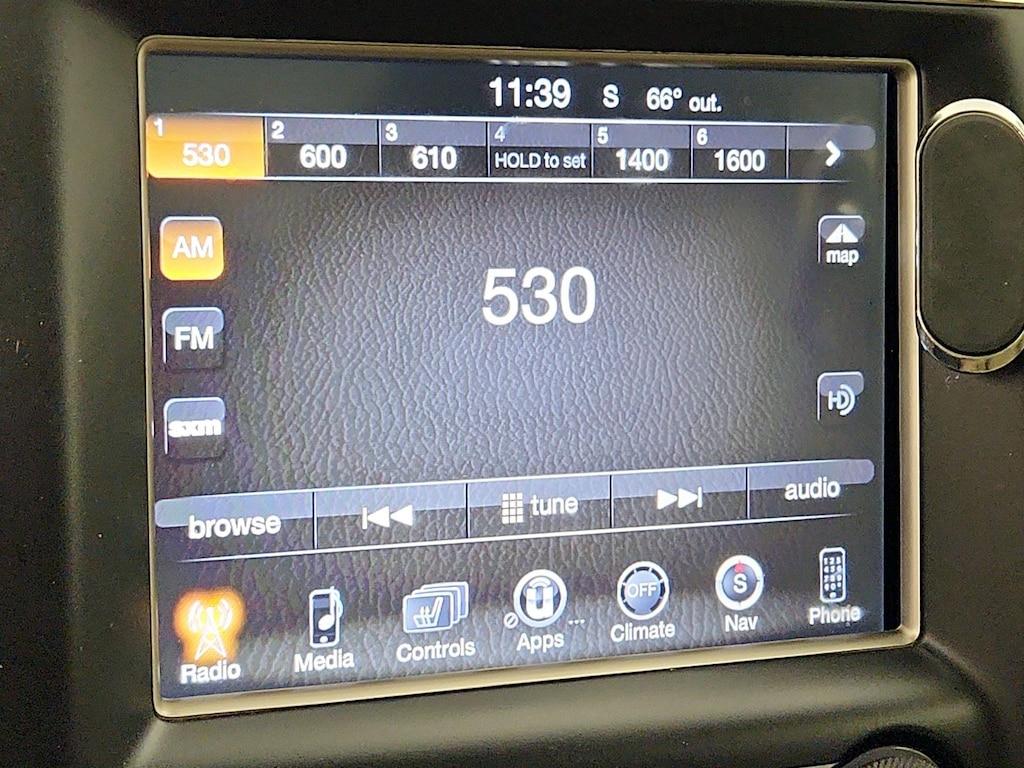 11:39 S 66° out.
1 2 3 4 5 6
530 600 610 HOLD to set 1400 1600
AM
530
map
FM
HD
sxm
browse tune audio
OFF S
Radio Media Controls Apps ... Climate Nav Phone